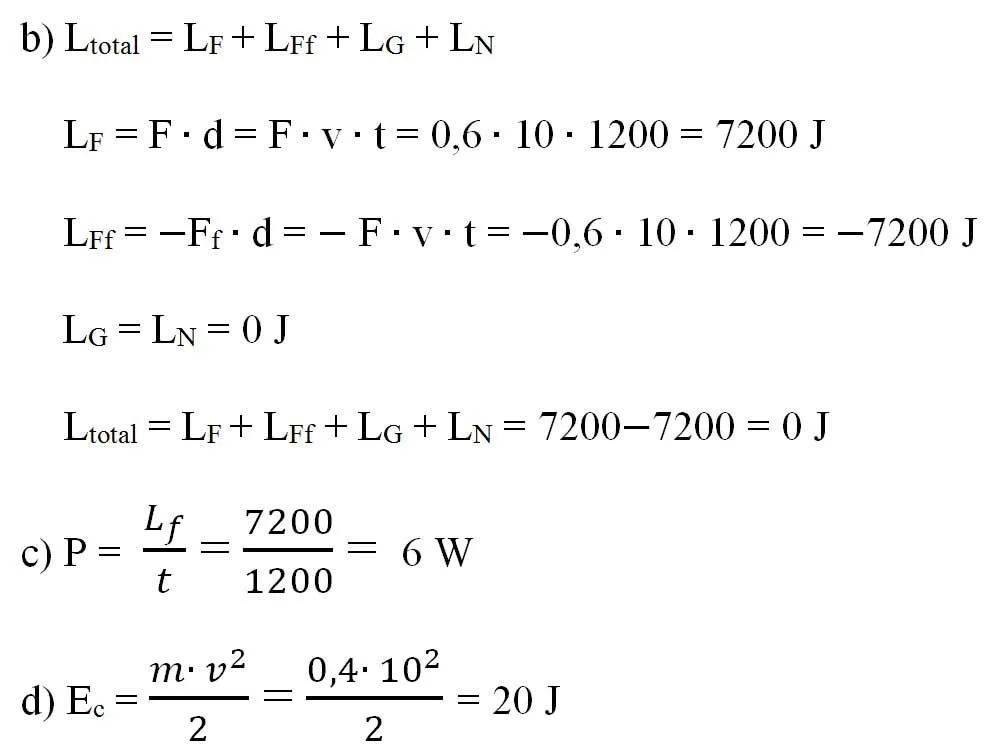 b) Ltotal = LF + LFf + LG + LN
LF = F · d = F · v · t = 0,6 · 10 · 1200 = 7200 J
LFf = −Ff · d = − F · v · t = −0,6 · 10 · 1200 = −7200 J
LG = LN = 0 J
Ltotal = LF + LFf + LG + LN = 7200−7200 = 0 J
c) P = Lf/t = 7200/1200 = 6 W
d) Ec = m· v²/2 = 0,4· 10²/2 = 20 J